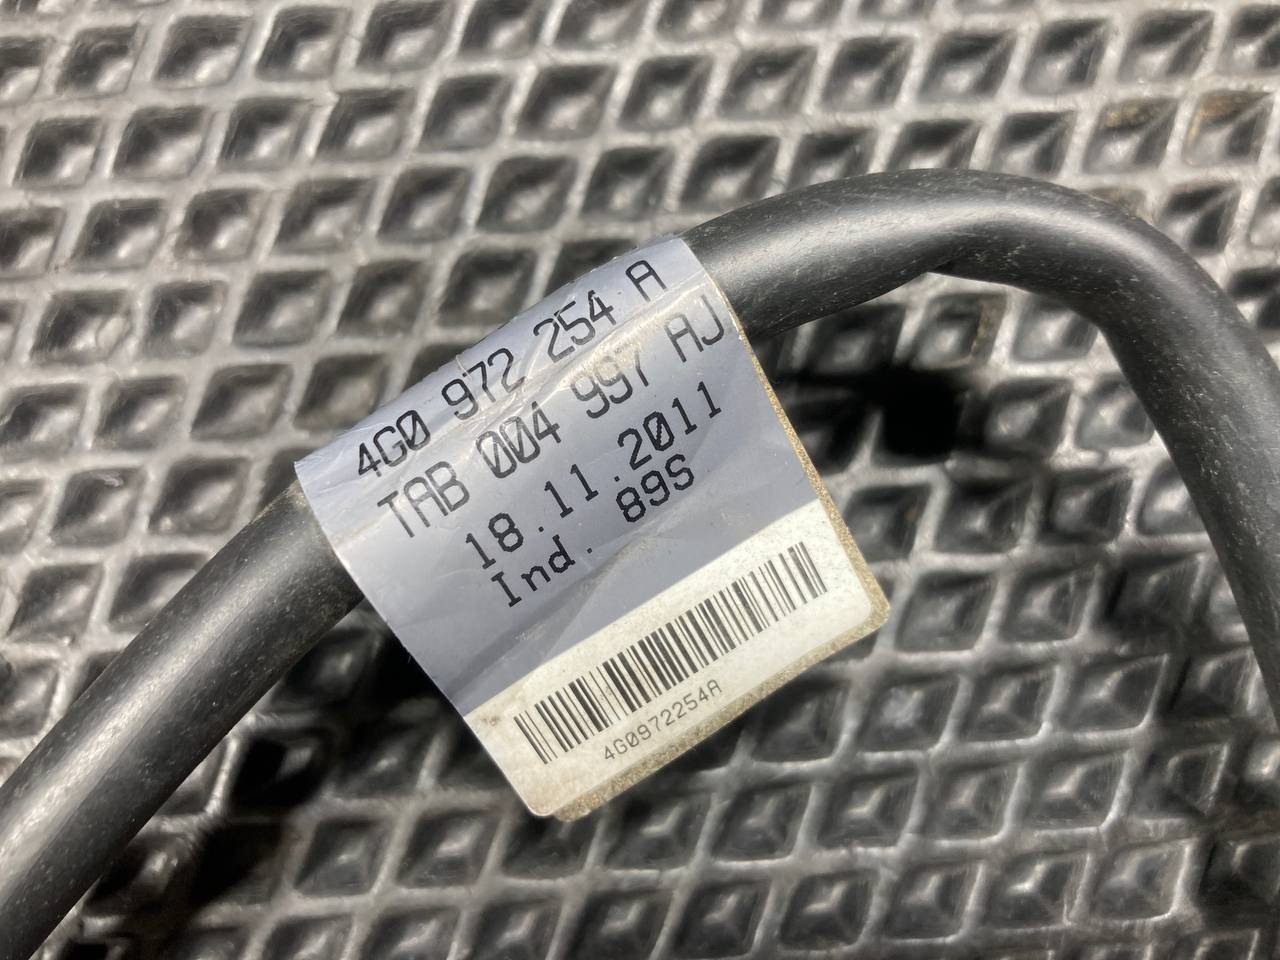 4G0 972 254 A
TAB 004 997 AJ
18.11.2011
Ind. 89S
4G0972254A